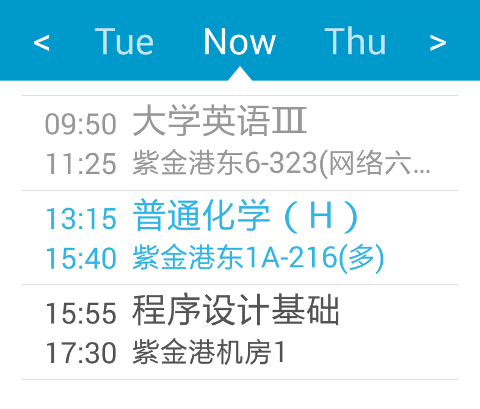 < Tue Now Thu >
09:50 大学英语Ⅲ
11:25 紫金港东6-323(网络六...
13:15 普通化学（H）
15:40 紫金港东1A-216(多)
15:55 程序设计基础
17:30 紫金港机房1